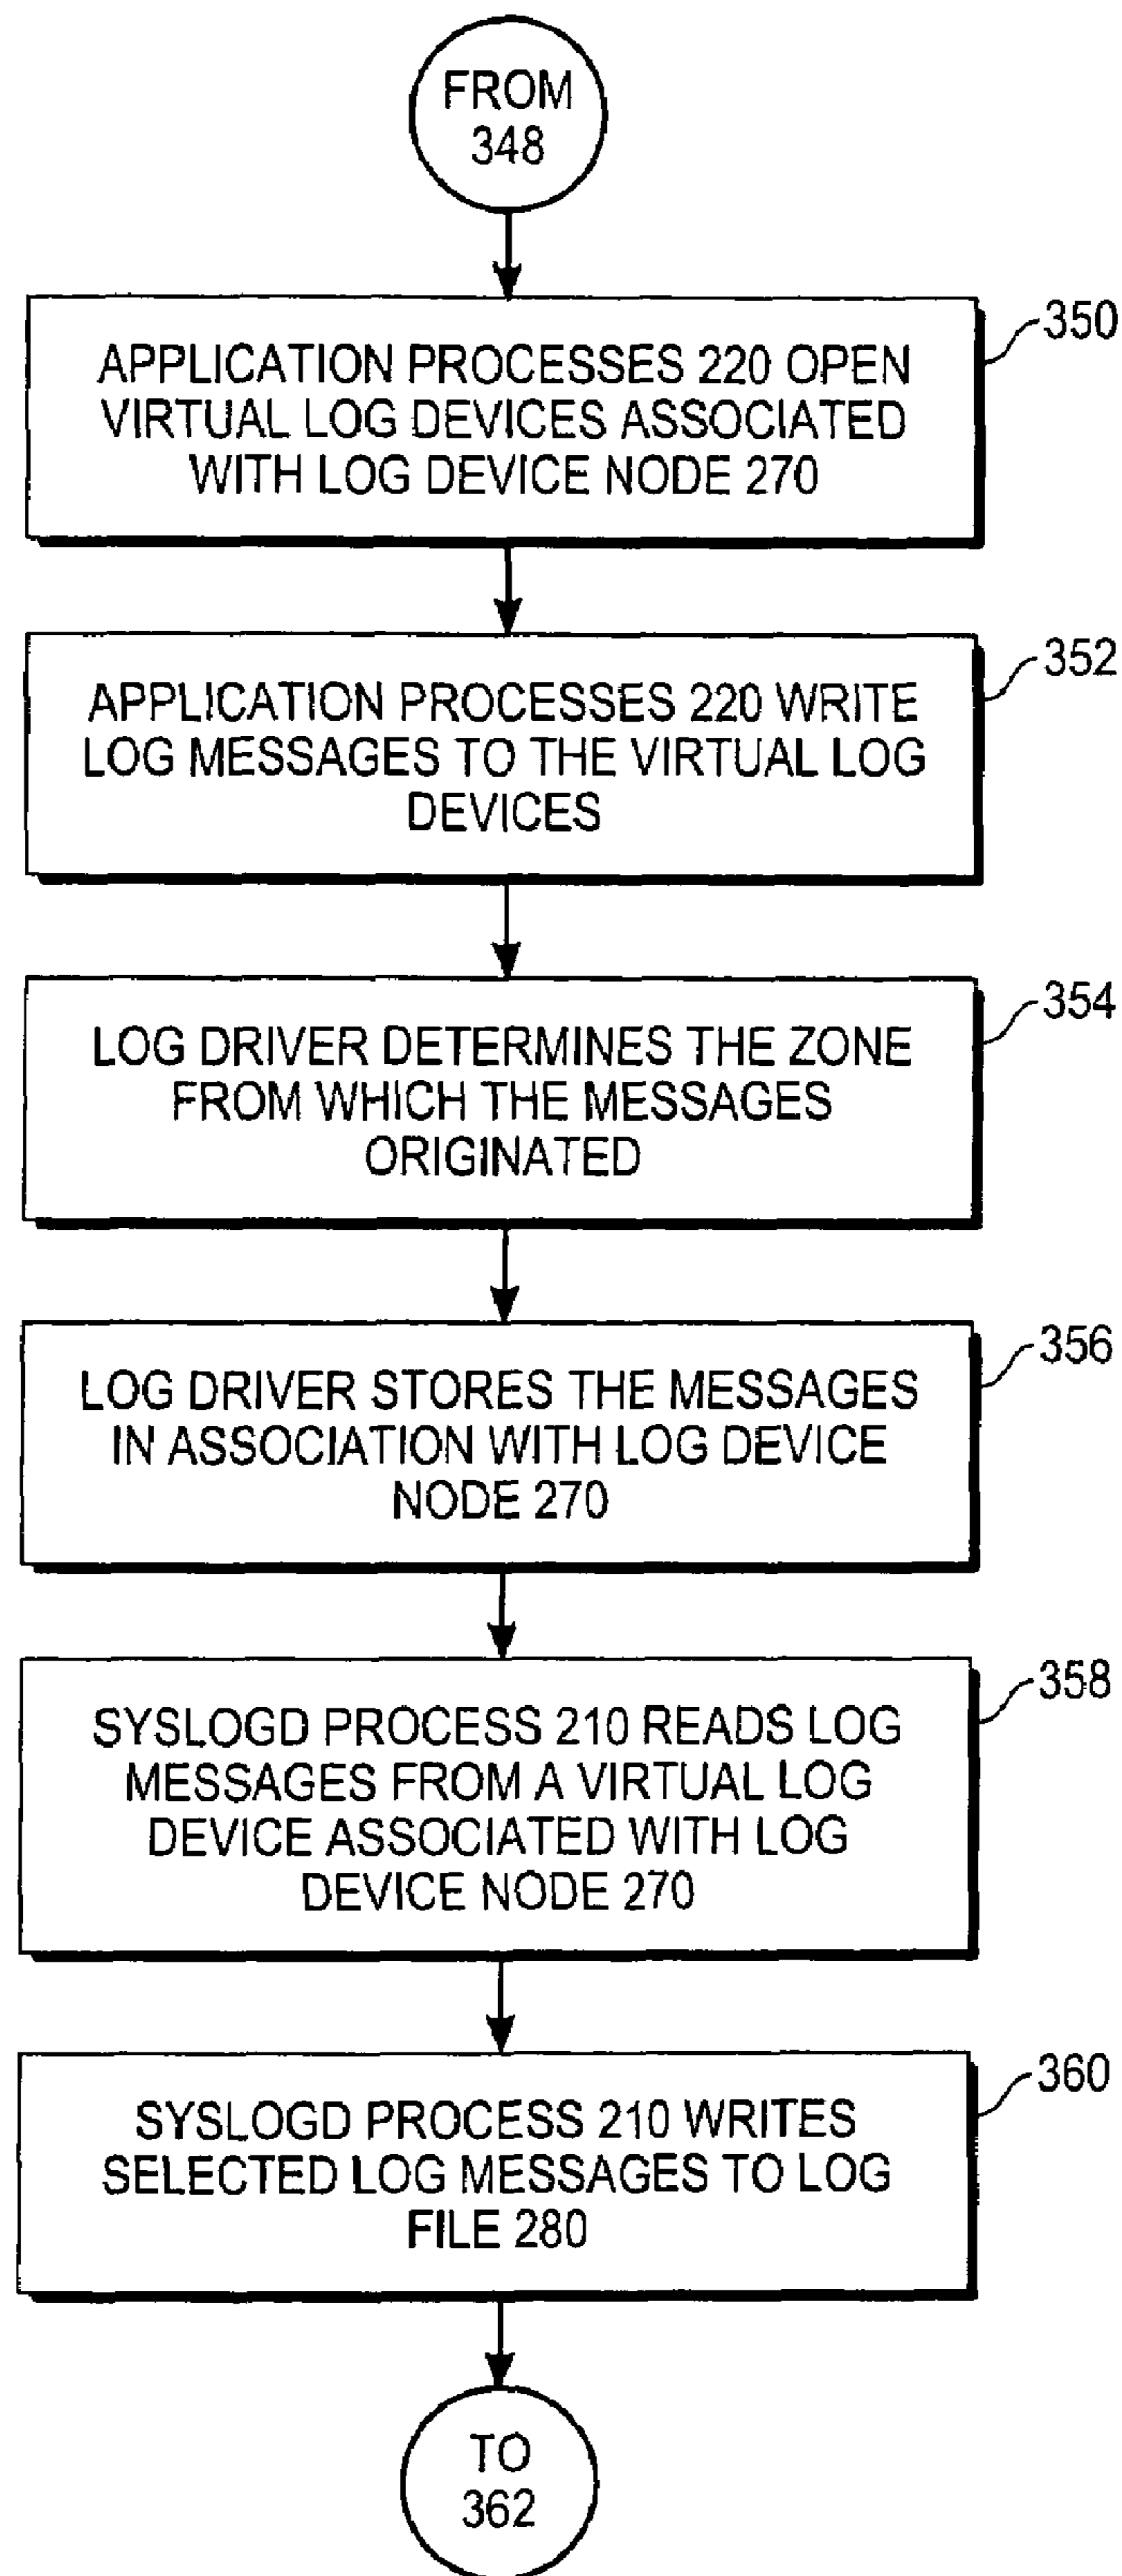 FROM
348
350
APPLICATION PROCESSES 220 OPEN
VIRTUAL LOG DEVICES ASSOCIATED
WITH LOG DEVICE NODE 270
352
APPLICATION PROCESSES 220 WRITE
LOG MESSAGES TO THE VIRTUAL LOG
DEVICES
354
LOG DRIVER DETERMINES THE ZONE
FROM WHICH THE MESSAGES
ORIGINATED
356
LOG DRIVER STORES THE MESSAGES
IN ASSOCIATION WITH LOG DEVICE
NODE 270
358
SYSLOGD PROCESS 210 READS LOG
MESSAGES FROM A VIRTUAL LOG
DEVICE ASSOCIATED WITH LOG
DEVICE NODE 270
360
SYSLOGD PROCESS 210 WRITES
SELECTED LOG MESSAGES TO LOG
FILE 280
TO
362